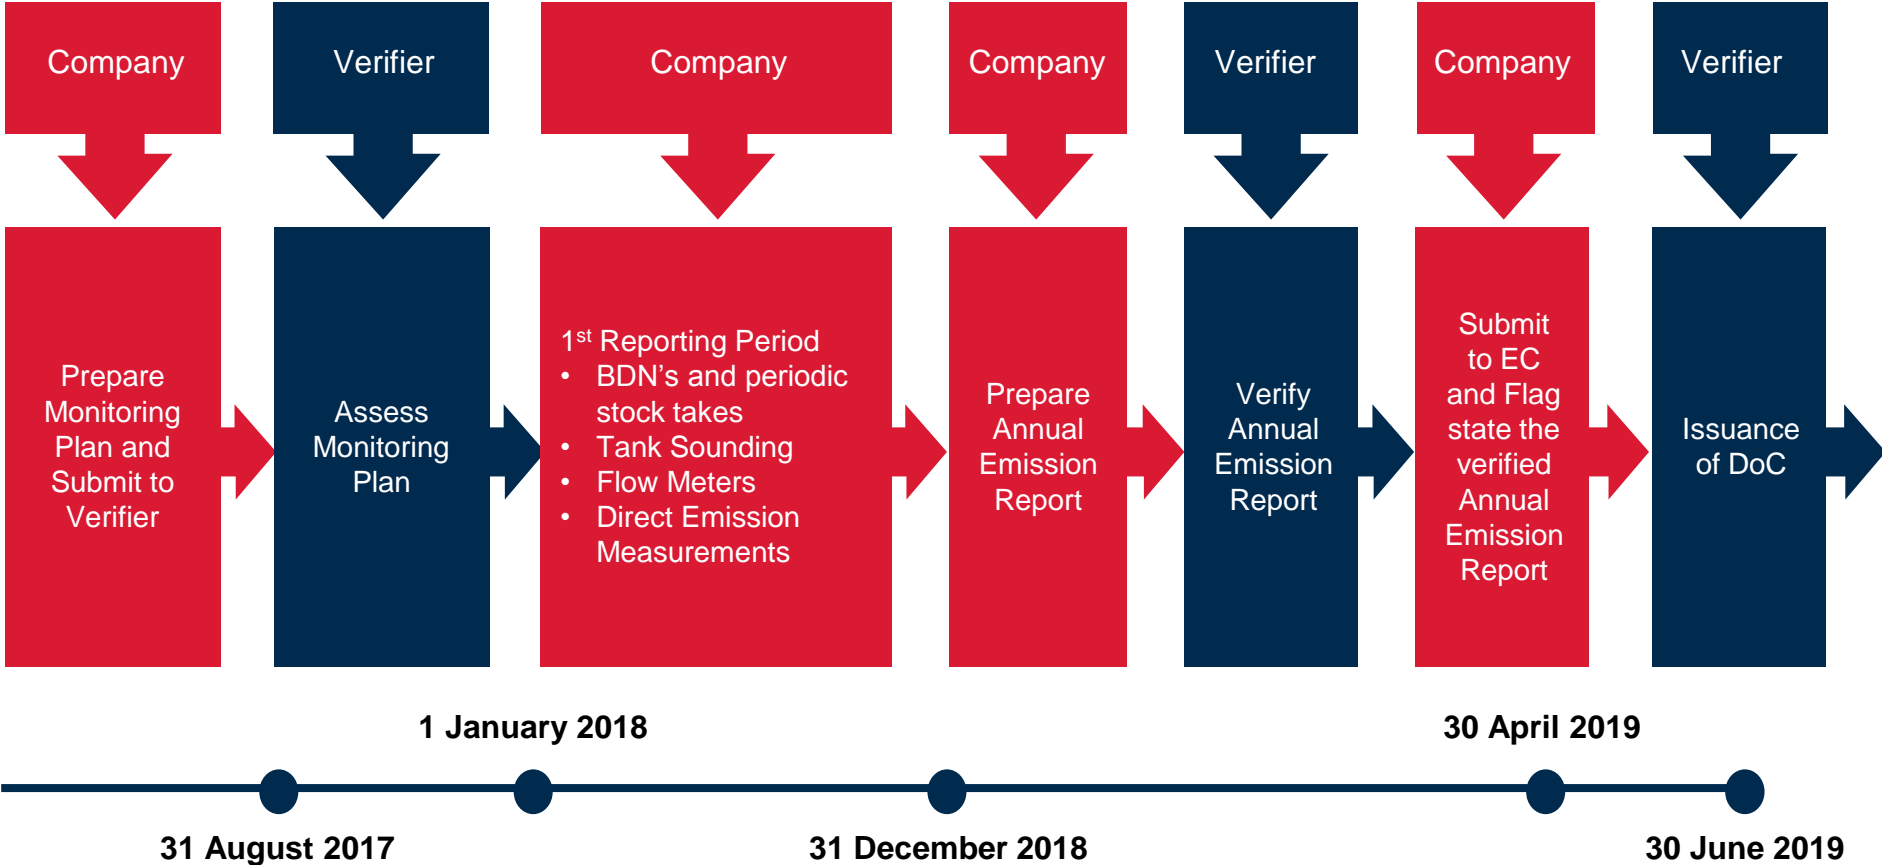 Company
Verifier
Company
Company
Verifier
Company
Verifier
Prepare
Monitoring
Plan and
Submit to
Verifier
Assess
Monitoring
Plan
1st Reporting Period
• BDN’s and periodic
stock takes
• Tank Sounding
• Flow Meters
• Direct Emission
Measurements
Prepare
Annual
Emission
Report
Verify
Annual
Emission
Report
Submit
to EC
and Flag
state the
verified
Annual
Emission
Report
Issuance
of DoC
1 January 2018
30 April 2019
31 August 2017
31 December 2018
30 June 2019